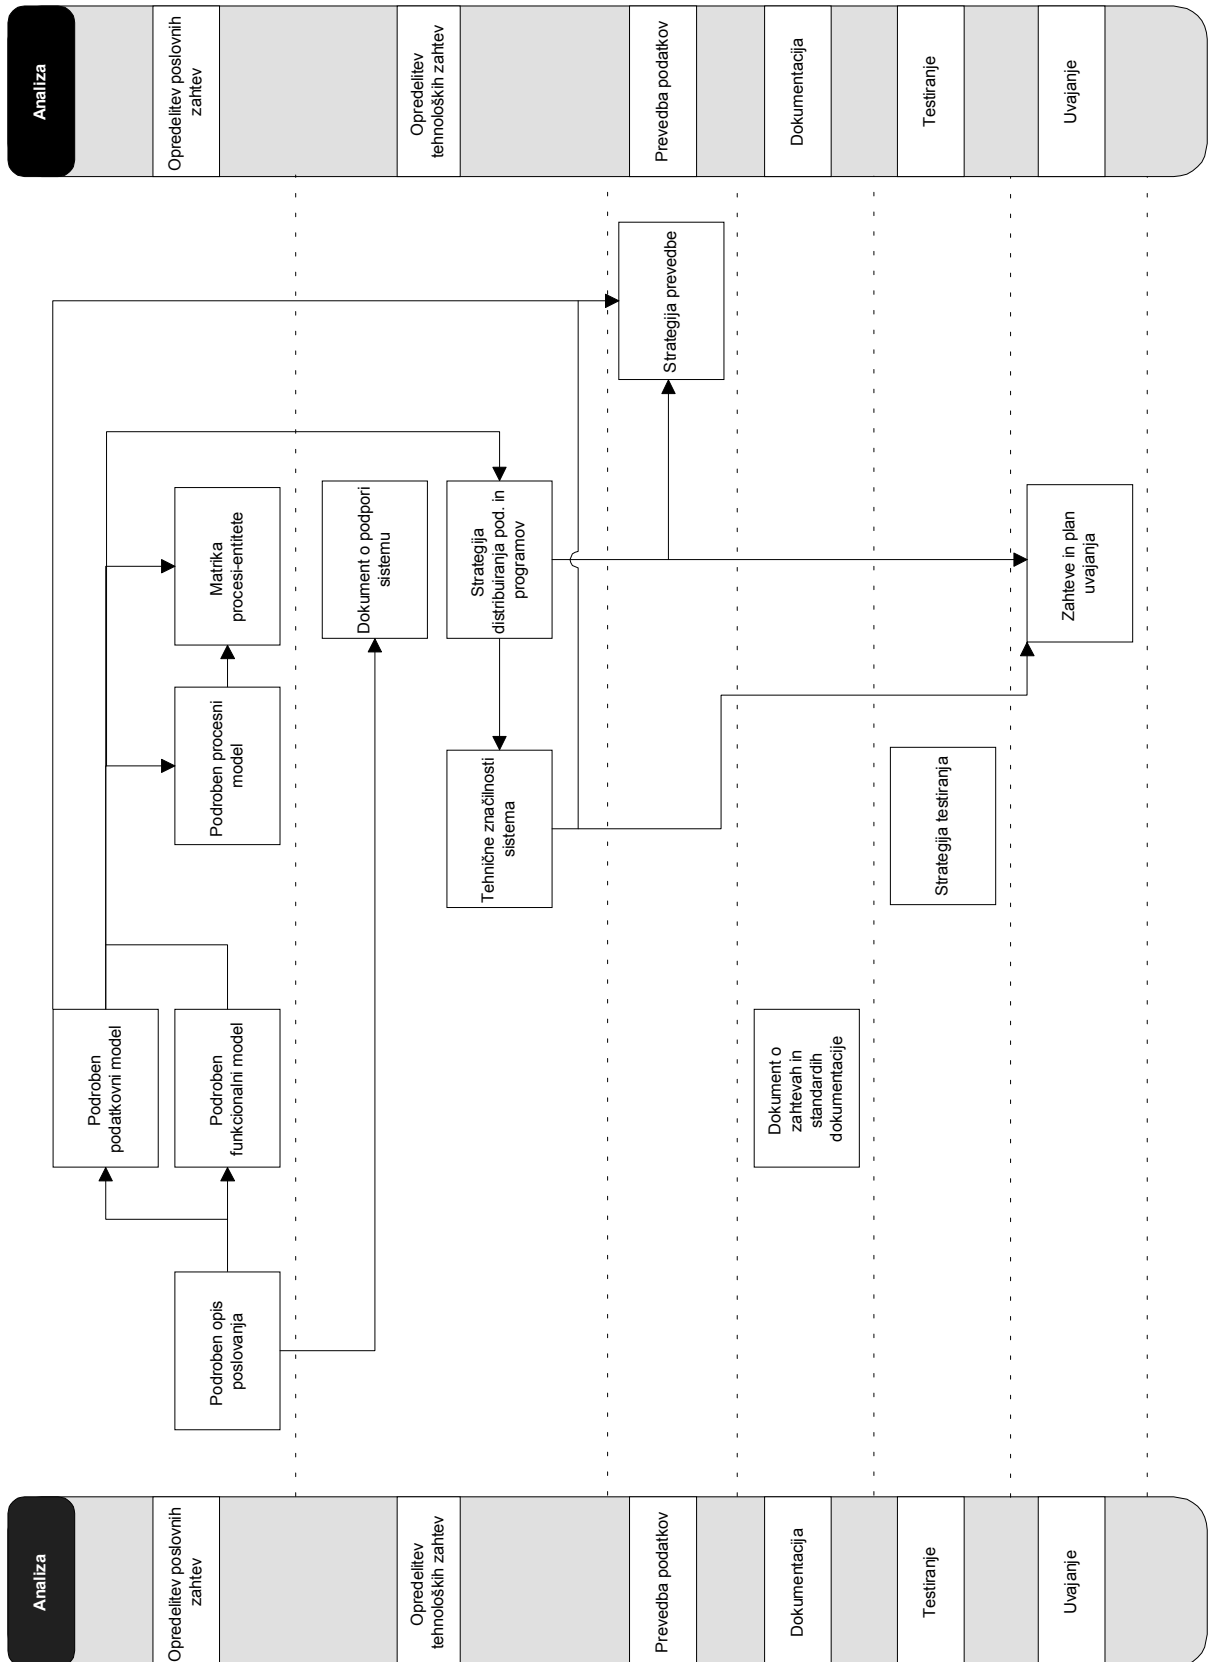 Analiza
Opredelitev poslovnih
zahtev
Opredelitev
tehnoloških zahtev
Prevedba podatkov
Dokumentacija
Testiranje
Uvajanje
Podroben opis
poslovanja
Podroben
podatkovni model
Podroben
funkcionalni model
Podroben procesni
model
Matrika
procesi-entitete
Dokument o podpori
sistemu
Tehnične značilnosti
sistema
Strategija
distribuiranja pod. in
programov
Strategija prevedbe
Dokument o
zahtevah in
standardih
dokumentacije
Strategija testiranja
Zahteve in plan
uvajanja
Analiza
Opredelitev poslovnih
zahtev
Opredelitev
tehnoloških zahtev
Prevedba podatkov
Dokumentacija
Testiranje
Uvajanje